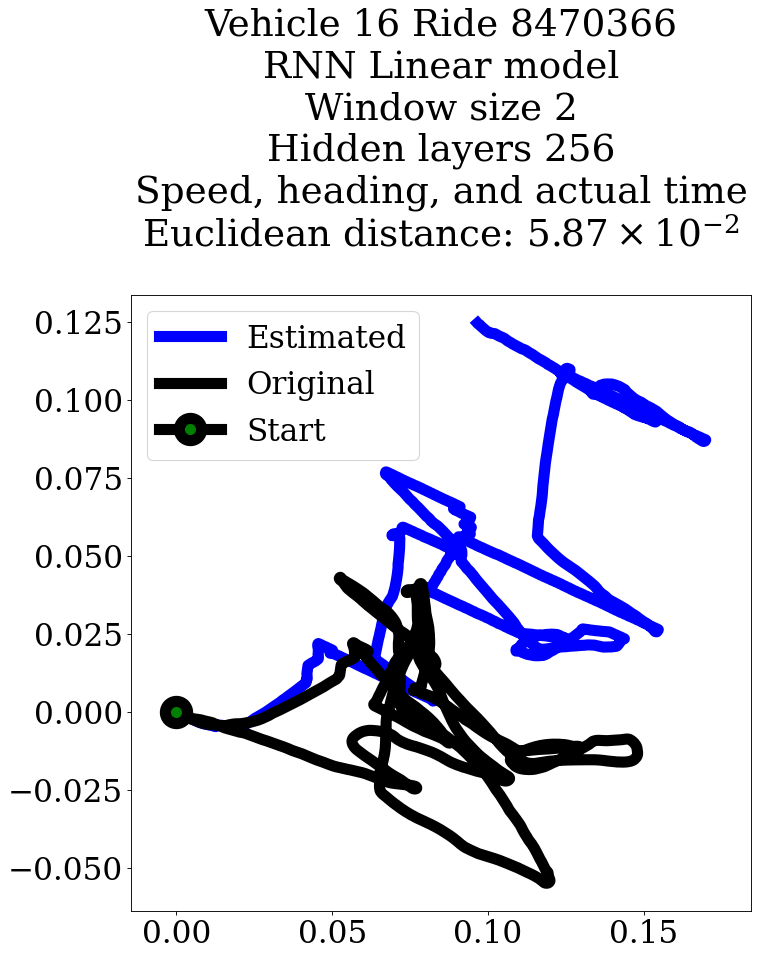 Vehicle 16 Ride 8470366
RNN Linear model
Window size 2
Hidden layers 256
Speed, heading, and actual time
Euclidean distance: 5.87 × 10⁻²
Estimated
Original
Start
0.125
0.100
0.075
0.050
0.025
0.000
−0.025
−0.050
0.00 0.05 0.10 0.15